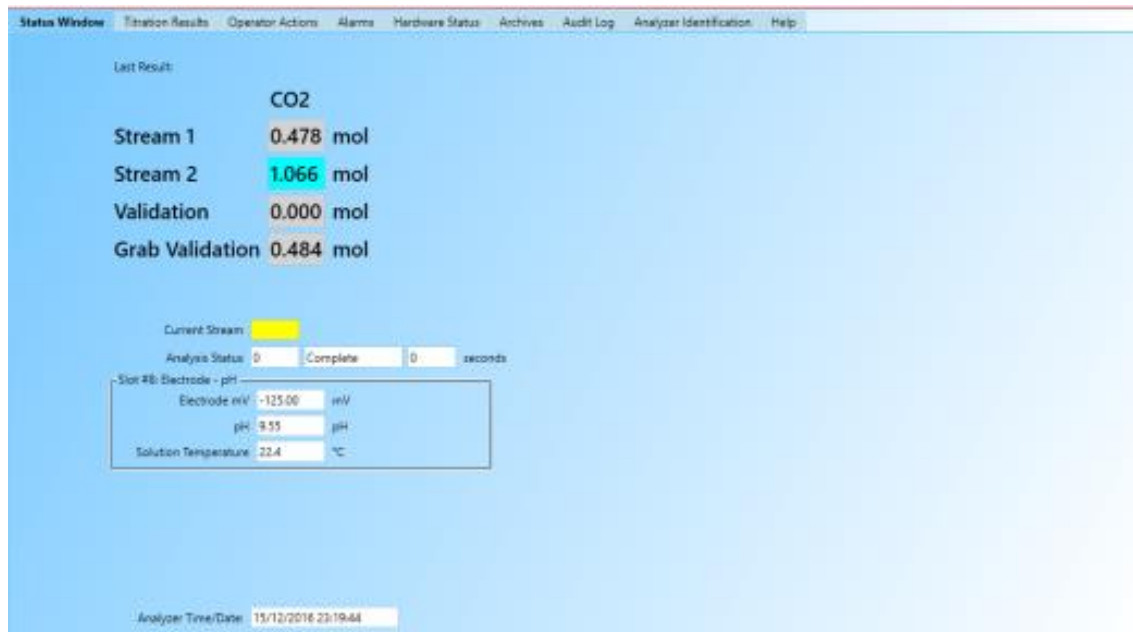 Status Window Titration Results Operator Actions Alarms Hardware Status Archives Audit Log Analyzer Identification Help
Last Result:
CO2
Stream 1 0.478 mol
Stream 2 1.066 mol
Validation 0.000 mol
Grab Validation 0.484 mol
Current Stream
Analysis Status 0 Complete 0 seconds
Slot #8: Electrode - pH
Electrode mV -125.00 mV
pH 9.55 pH
Solution Temperature 22.4 °C
Analyzer Time/Date 15/12/2016 23:19:44